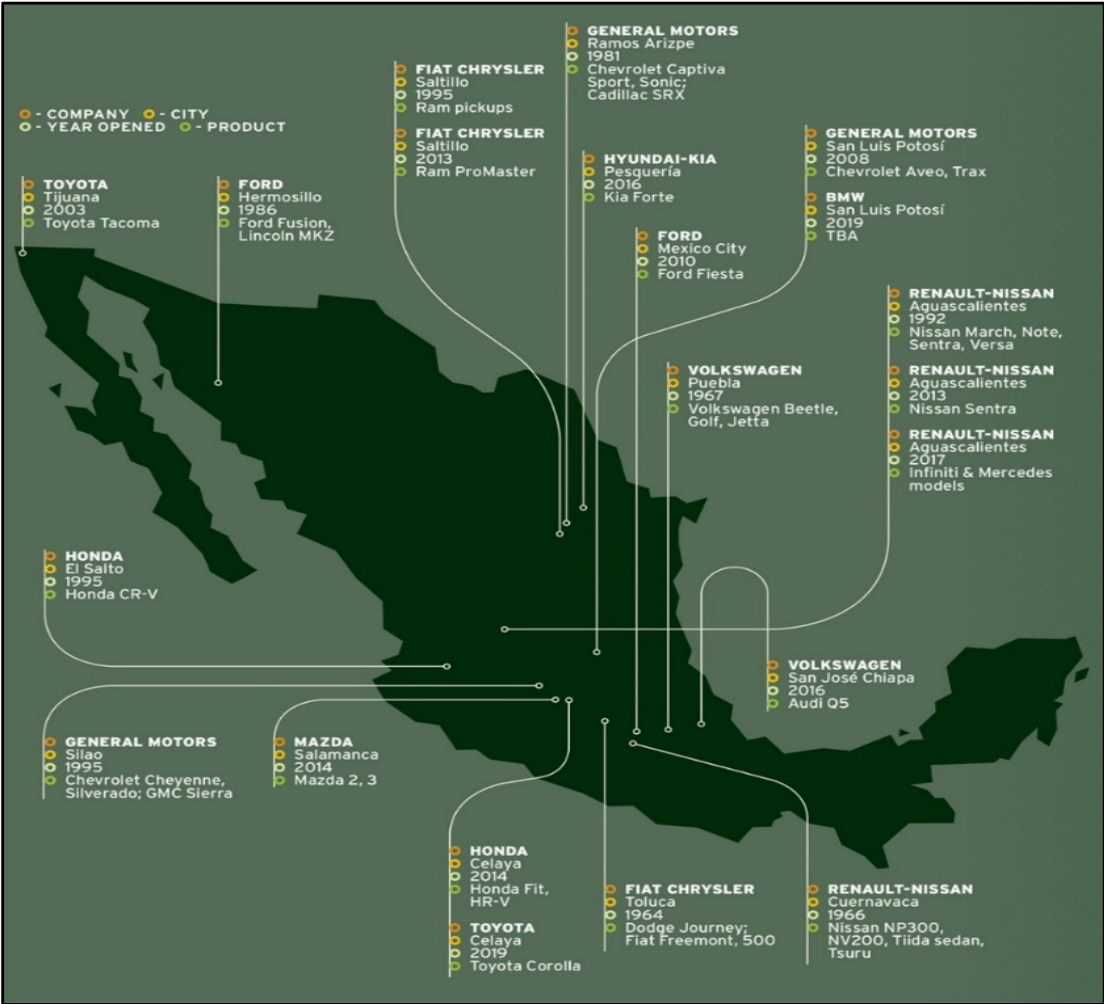 - COMPANY - CITY
- YEAR OPENED - PRODUCT
TOYOTA
Tijuana
2003
Toyota Tacoma
FORD
Hermosillo
1986
Ford Fusion,
Lincoln MKZ
FIAT CHRYSLER
Saltillo
1995
Ram pickups
FIAT CHRYSLER
Saltillo
2013
Ram ProMaster
GENERAL MOTORS
Ramos Arizpe
1981
Chevrolet Captiva
Sport, Sonic;
Cadillac SRX
HYUNDAI-KIA
Pesquería
2016
Kia Forte
FORD
Mexico City
2010
Ford Fiesta
GENERAL MOTORS
San Luis Potosí
2008
Chevrolet Aveo, Trax
BMW
San Luis Potosí
2019
TBA
RENAULT-NISSAN
Aguascalientes
1992
Nissan March, Note,
Sentra, Versa
RENAULT-NISSAN
Aguascalientes
2013
Nissan Sentra
RENAULT-NISSAN
Aguascalientes
2017
Infiniti & Mercedes
models
VOLKSWAGEN
Puebla
1967
Volkswagen Beetle,
Golf, Jetta
HONDA
El Salto
1995
Honda CR-V
VOLKSWAGEN
San José Chiapa
2016
Audi Q5
GENERAL MOTORS
Silao
1995
Chevrolet Cheyenne,
Silverado; GMC Sierra
MAZDA
Salamanca
2014
Mazda 2, 3
HONDA
Celaya
2014
Honda Fit,
HR-V
TOYOTA
Celaya
2019
Toyota Corolla
FIAT CHRYSLER
Toluca
1964
Dodge Journey;
Fiat Freemont, 500
RENAULT-NISSAN
Cuernavaca
1966
Nissan NP300,
NV200, Tiida sedan,
Tsuru